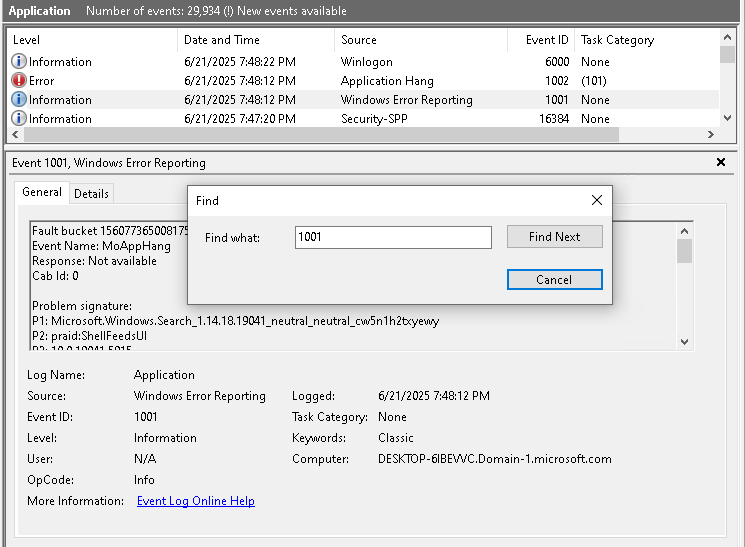 Application Number of events: 29,934 (!) New events available
Level Date and Time Source Event ID Task Category
Information 6/21/2025 7:48:22 PM Winlogon 6000 None
Error 6/21/2025 7:48:12 PM Application Hang 1002 (101)
Information 6/21/2025 7:48:12 PM Windows Error Reporting 1001 None
Information 6/21/2025 7:47:20 PM Security-SPP 16384 None
Event 1001, Windows Error Reporting
General Details
Find
Find what: 1001 Find Next
Cancel
Fault bucket 156077365008175
Event Name: MoAppHang
Response: Not available
Cab Id: 0
Problem signature:
P1: Microsoft.Windows.Search_1.14.18.19041_neutral_neutral_cw5n1h2txyewy
P2: praid:ShellFeedsUI
Log Name: Application
Source: Windows Error Reporting Logged: 6/21/2025 7:48:12 PM
Event ID: 1001 Task Category: None
Level: Information Keywords: Classic
User: N/A Computer: DESKTOP-6IBEVVC.Domain-1.microsoft.com
OpCode: Info
More Information: Event Log Online Help